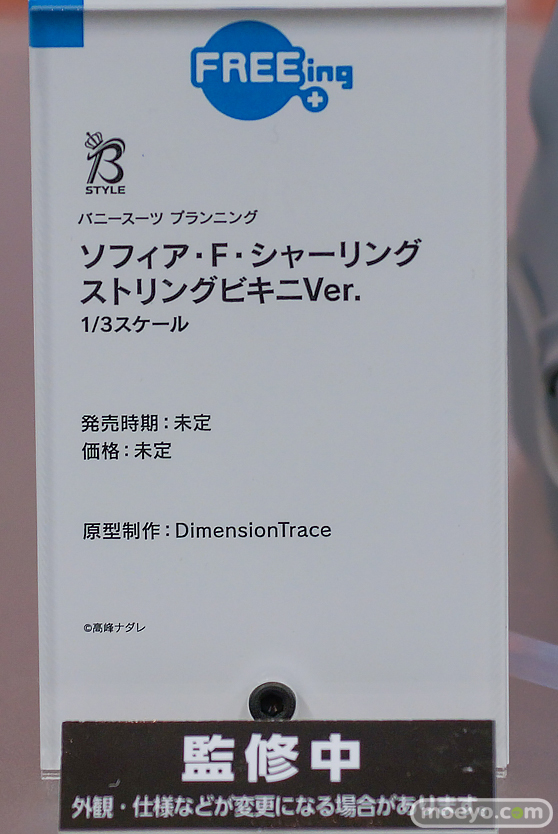 FREEing
B
STYLE
バニースーツ プランニング
ソフィア・F・シャーリング
ストリングビキニVer.
1/3スケール
発売時期：未定
価格：未定
原型制作：DimensionTrace
©高峰ナダレ
監修中
外観・仕様などが変更になる場合があります
moeyo.com